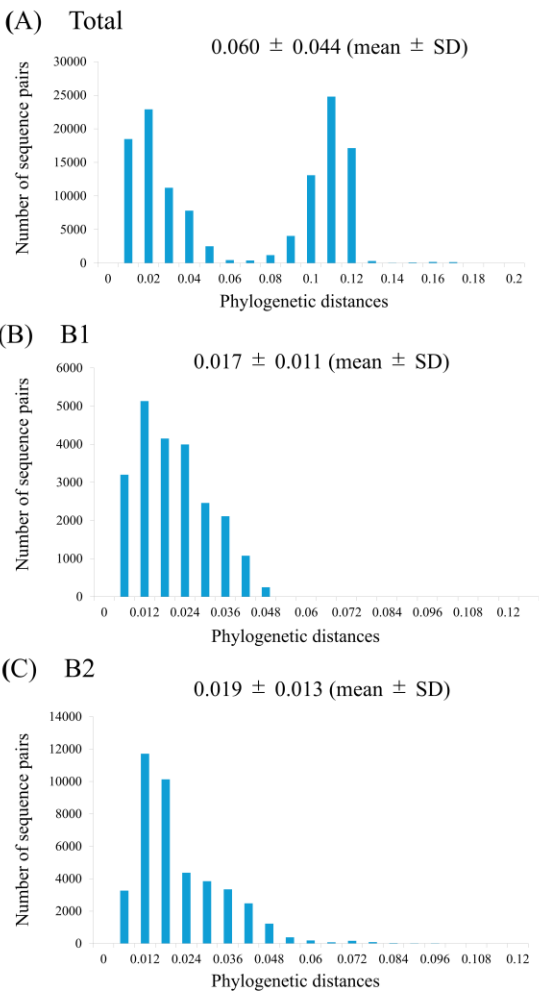 (A) Total
0.060 ± 0.044 (mean ± SD)
Number of sequence pairs
30000
25000
20000
15000
10000
5000
0
0 0.02 0.04 0.06 0.08 0.1 0.12 0.14 0.16 0.18 0.2
Phylogenetic distances
(B) B1
0.017 ± 0.011 (mean ± SD)
Number of sequence pairs
6000
5000
4000
3000
2000
1000
0
0 0.012 0.024 0.036 0.048 0.06 0.072 0.084 0.096 0.108 0.12
Phylogenetic distances
(C) B2
0.019 ± 0.013 (mean ± SD)
Number of sequence pairs
14000
12000
10000
8000
6000
4000
2000
0
0 0.012 0.024 0.036 0.048 0.06 0.072 0.084 0.096 0.108 0.12
Phylogenetic distances